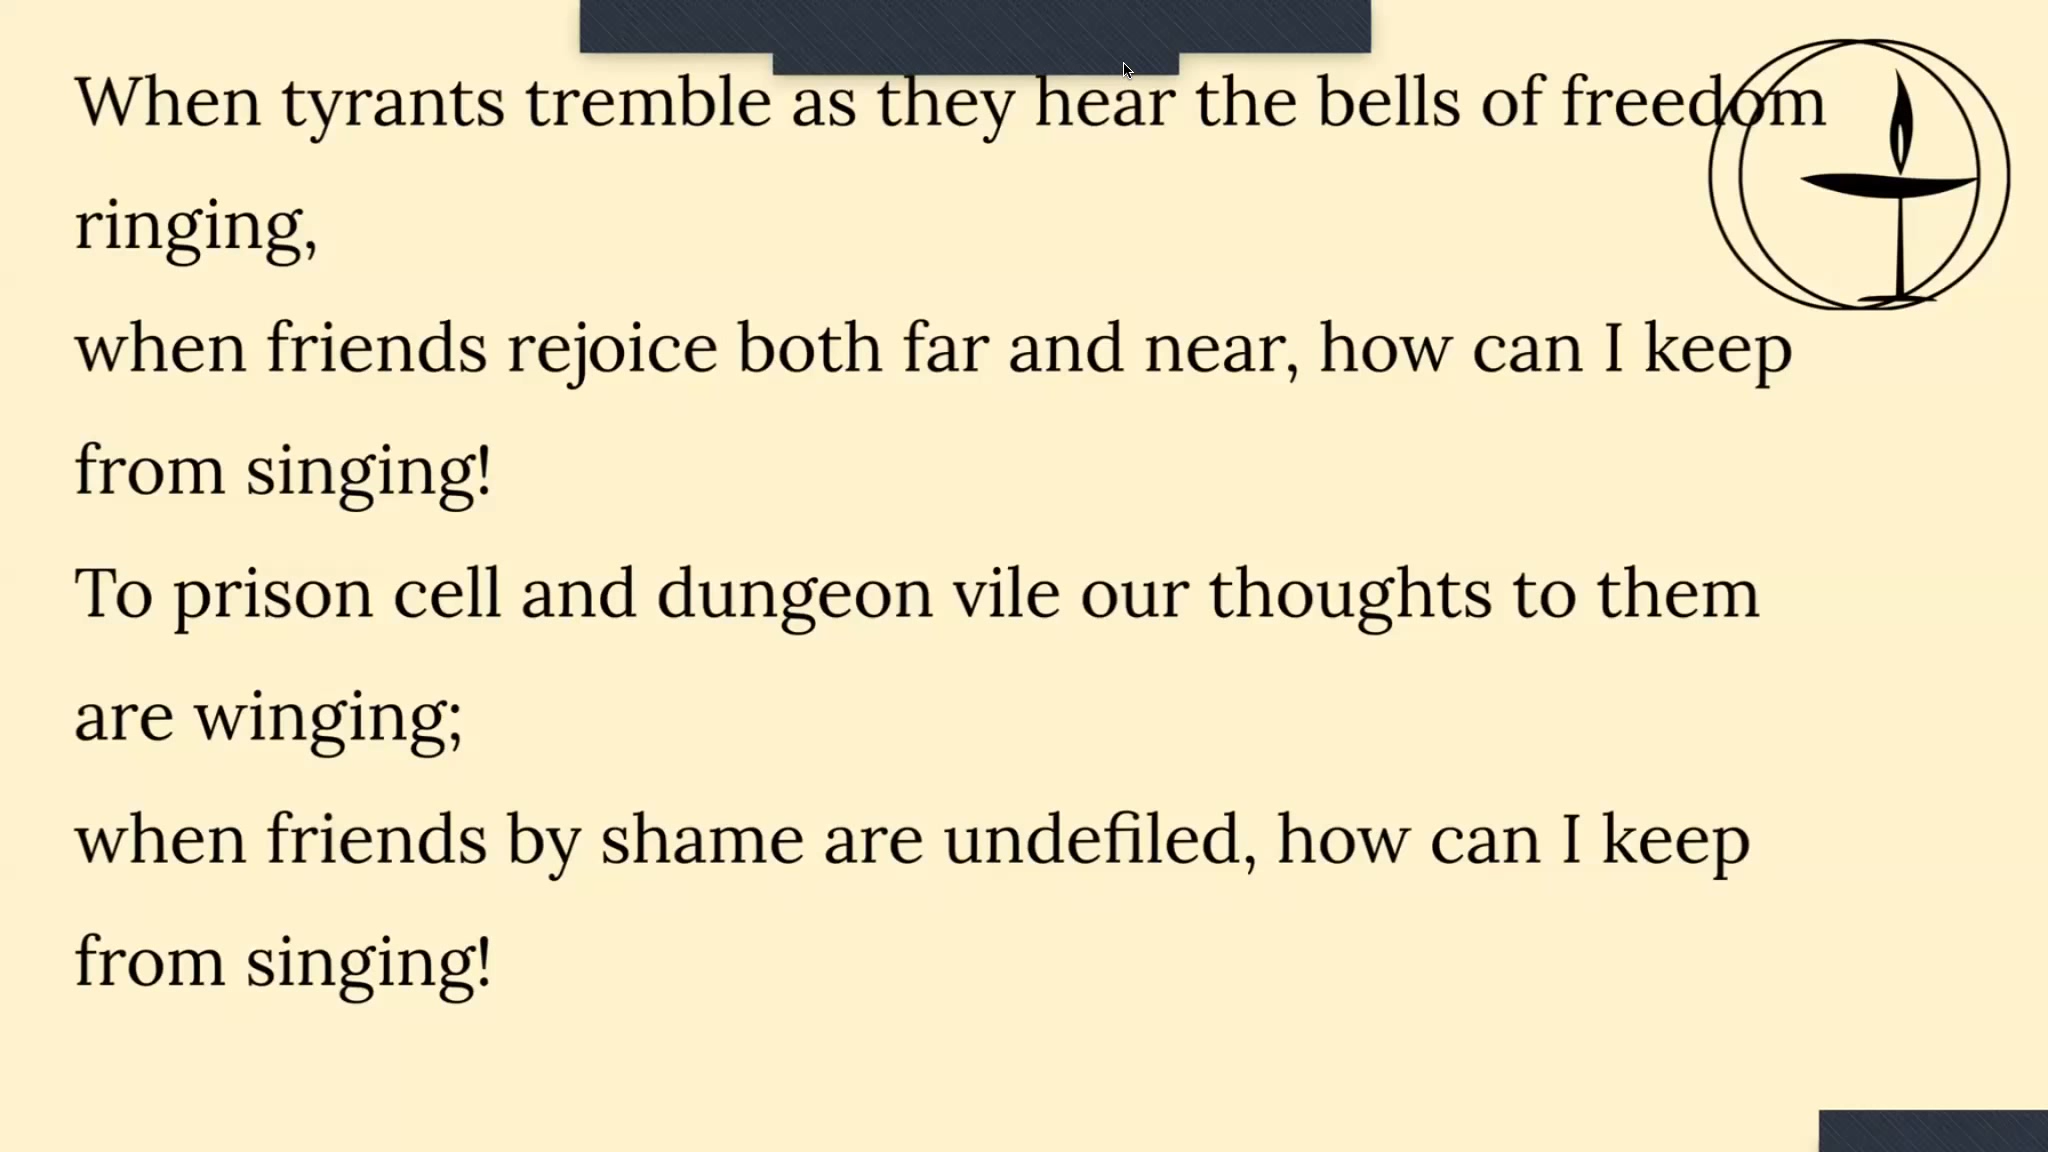 When tyrants tremble as they hear the bells of freedom
ringing,
when friends rejoice both far and near, how can I keep
from singing!
To prison cell and dungeon vile our thoughts to them
are winging;
when friends by shame are undefiled, how can I keep
from singing!